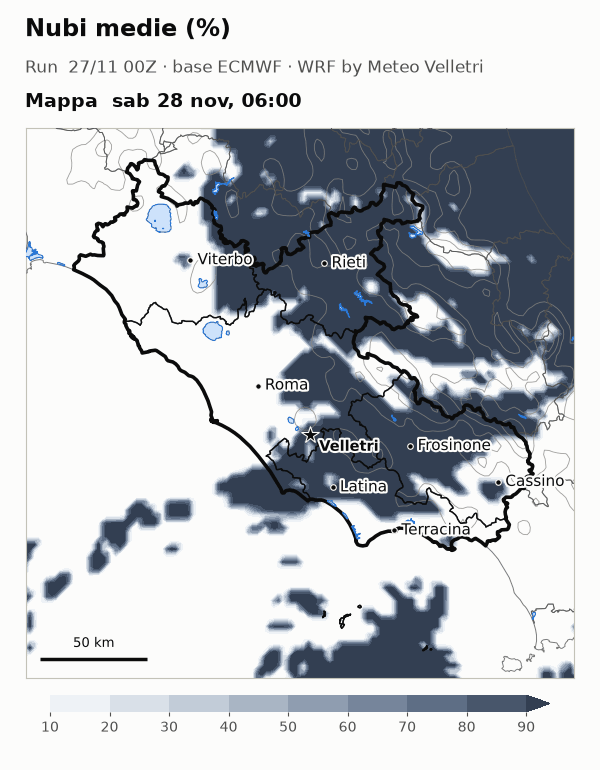 Nubi medie (%)
Run 27/11 00Z · base ECMWF · WRF by Meteo Velletri
Mappa sab 28 nov, 06:00
Viterbo
Rieti
Roma
Velletri
Frosinone
Latina
Cassino
Terracina
50 km
10 20 30 40 50 60 70 80 90